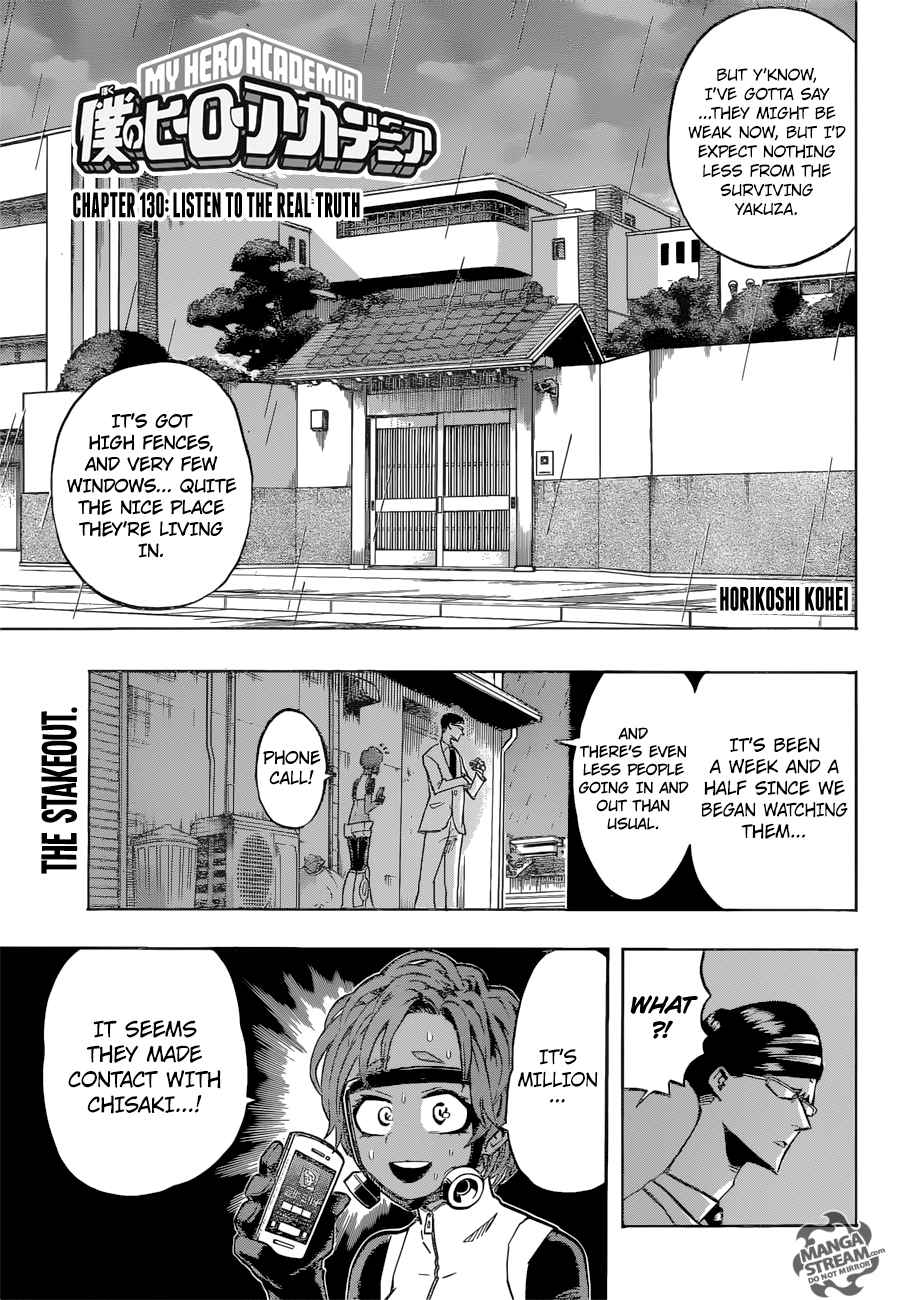 MY HERO ACADEMIA
僕のヒーローアカデミア
ぼく
CHAPTER 130: LISTEN TO THE REAL TRUTH
BUT Y'KNOW,
I'VE GOTTA SAY
...THEY MIGHT BE
WEAK NOW, BUT I'D
EXPECT NOTHING
LESS FROM THE
SURVIVING
YAKUZA.
IT'S GOT
HIGH FENCES,
AND VERY FEW
WINDOWS... QUITE
THE NICE PLACE
THEY'RE LIVING
IN.
HORIKOSHI KOHEI
THE STAKEOUT.
IT'S BEEN
A WEEK AND A
HALF SINCE WE
BEGAN WATCHING
THEM...
AND
THERE'S EVEN
LESS PEOPLE
GOING IN AND
OUT THAN
USUAL.
PHONE
CALL!
WHAT
?!
IT'S
MILLION
...
IT SEEMS
THEY MADE
CONTACT WITH
CHISAKI...!
MANGA
STREAM.com
DO NOT MIRROR!